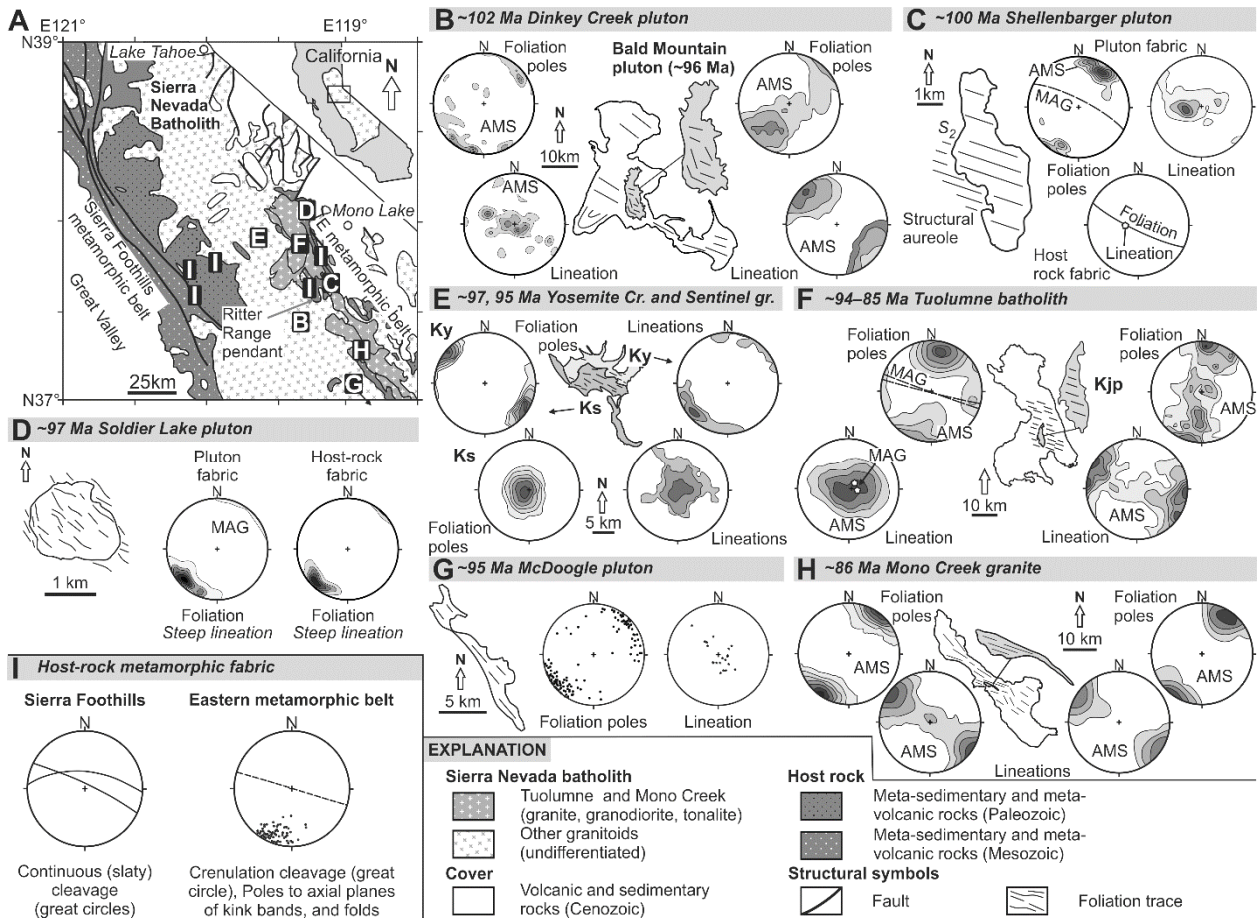 A
E121°
E119°
N39°
Lake Tahoe
California
N
Sierra
Nevada
Batholith
Mono Lake
D
E
F
I
I
I
I
I
C
B
H
G
E metamorphic belt
Sierra Foothills
metamorphic belt
Great Valley
Ritter
Range
pendant
25km
N37°
B ~102 Ma Dinkey Creek pluton
N
Foliation
poles
AMS
Bald Mountain
pluton (~96 Ma)
N
10km
N
Foliation
poles
AMS
N
AMS
Lineation
AMS
Lineation
C ~100 Ma Shellenbarger pluton
N
1km
S2
Structural
aureole
Pluton fabric
N
AMS
MAG
Foliation
poles
N
Lineation
N
Foliation
Lineation
Host
rock fabric
D ~97 Ma Soldier Lake pluton
N
1 km
Pluton
fabric
N
MAG
Foliation
Steep lineation
Host-rock
fabric
N
Foliation
Steep lineation
E ~97, 95 Ma Yosemite Cr. and Sentinel gr.
Ky
N
Foliation
poles
Ky
Lineations
N
Ks
Ks
N
Foliation
poles
N
5 km
N
Lineations
F ~94–85 Ma Tuolumne batholith
Foliation
poles
N
MAG
AMS
Kjp
Foliation
poles
N
AMS
N
MAG
AMS
Lineation
N
10 km
N
AMS
Lineation
G ~95 Ma McDoogle pluton
N
5 km
N
Foliation poles
N
Lineation
H ~86 Ma Mono Creek granite
N
Foliation
poles
AMS
N
10 km
Foliation
poles
N
AMS
N
AMS
N
AMS
Lineations
I Host-rock metamorphic fabric
Sierra Foothills
N
Continuous (slaty)
cleavage
(great circles)
Eastern metamorphic belt
N
Crenulation cleavage (great
circle), Poles to axial planes
of kink bands, and folds
EXPLANATION
Sierra Nevada batholith
Tuolumne and Mono Creek
(granite, granodiorite, tonalite)
Other granitoids
(undifferentiated)
Cover
Volcanic and sedimentary
rocks (Cenozoic)
Host rock
Meta-sedimentary and meta-
volcanic rocks (Paleozoic)
Meta-sedimentary and meta-
volcanic rocks (Mesozoic)
Structural symbols
Fault
Foliation trace